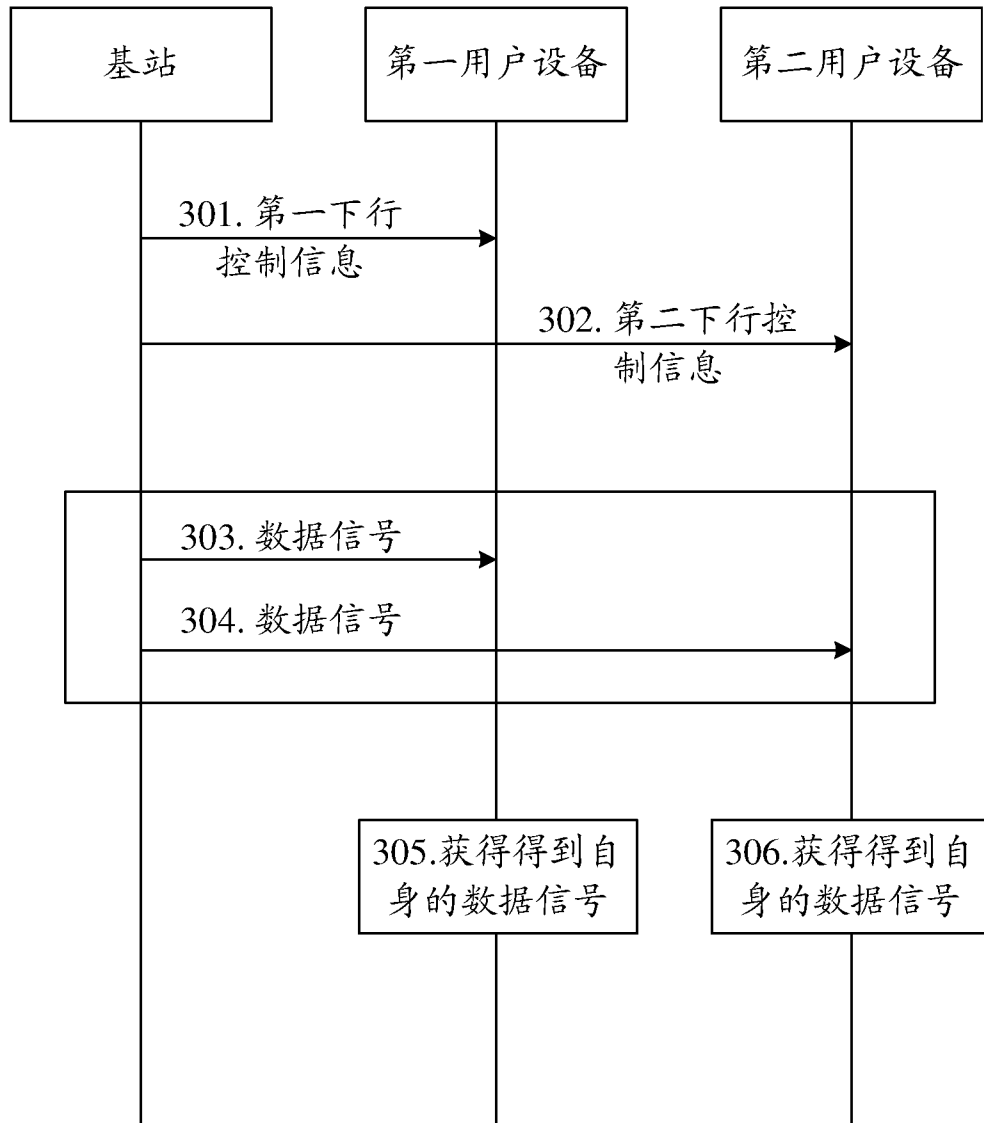 基站
第一用户设备
第二用户设备
301. 第一下行
控制信息
302. 第二下行控
制信息
303. 数据信号
304. 数据信号
305.获得得到自
身的数据信号
306.获得得到自
身的数据信号